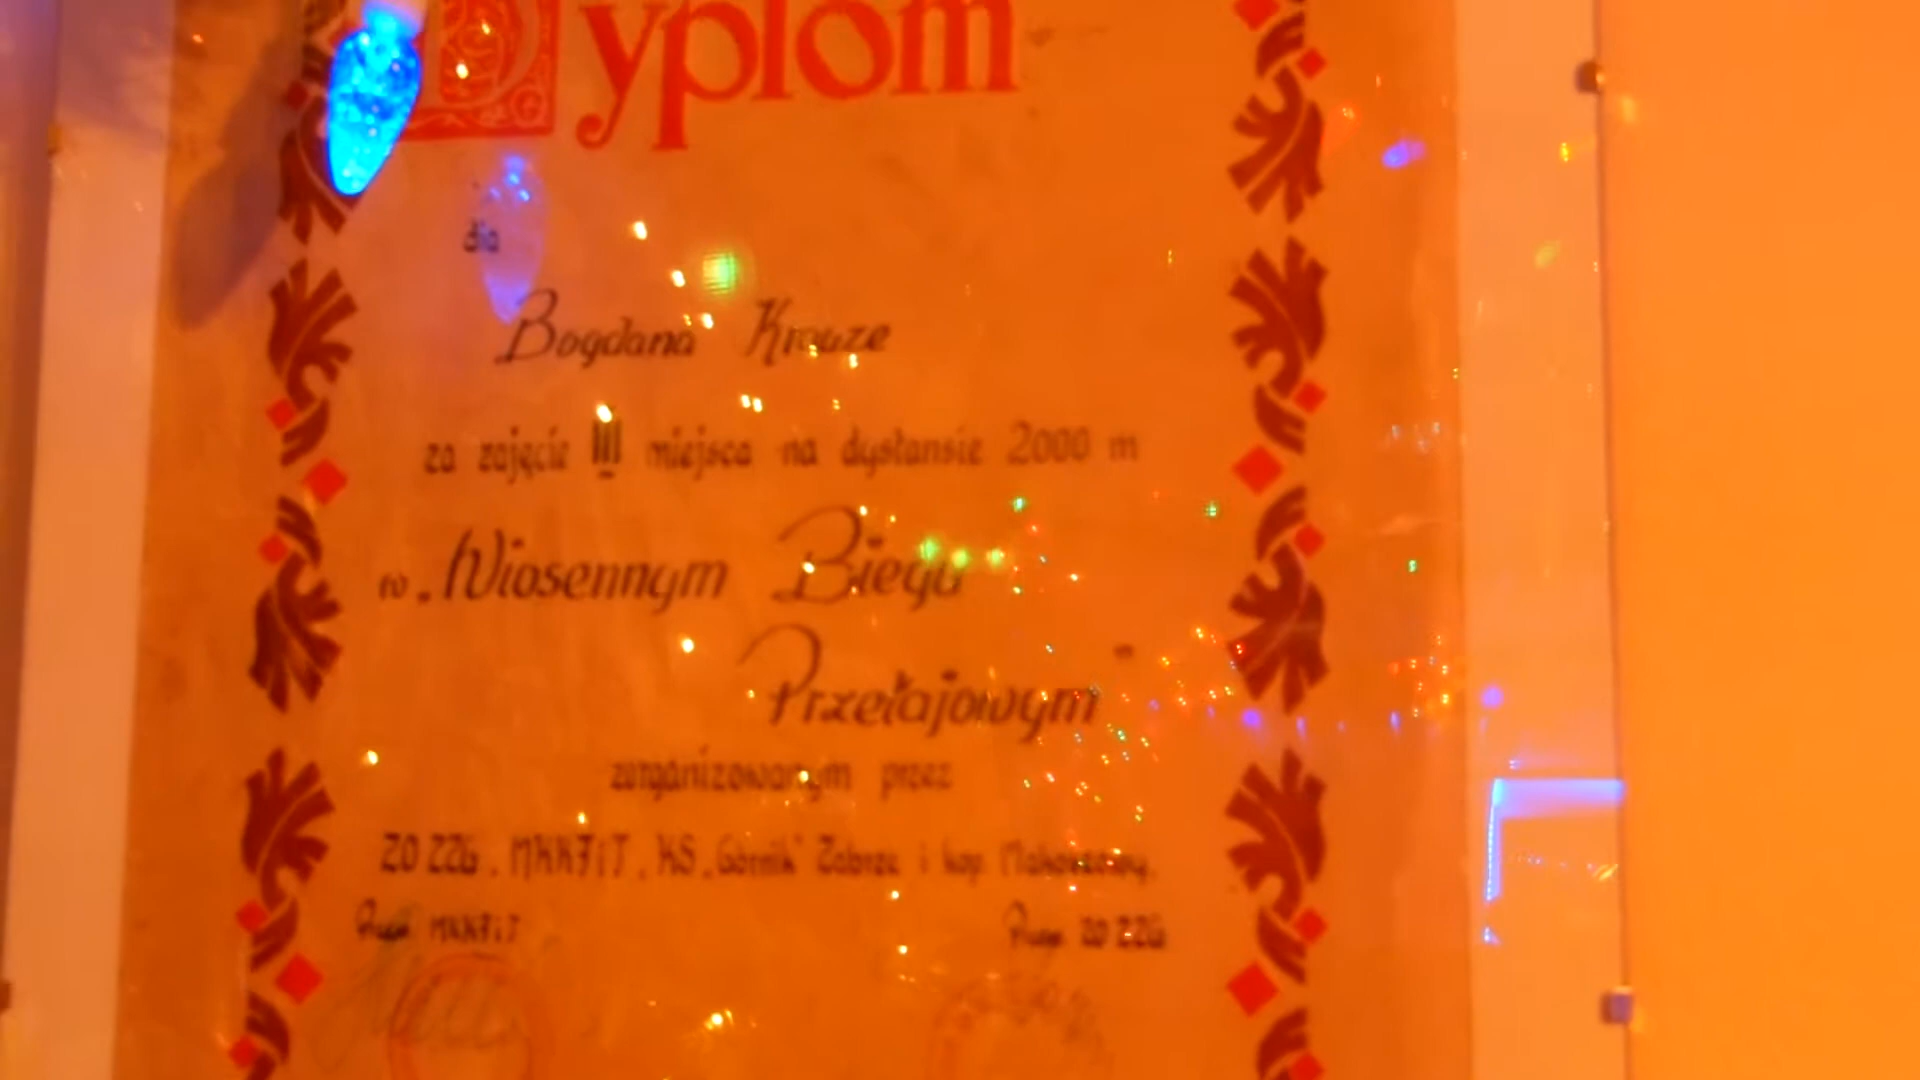 Dyplom
dla
Bogdana Krauze
za zajęcie III miejsca na dystansie 2000 m
w „Wiosennym Biegu
Przełajowym"
zorganizowanym przez
ZO ZZG, MKKFiT, KS „Górnik" Zabrze i kop. Makoszowy.
MKKFiT ZO ZZG